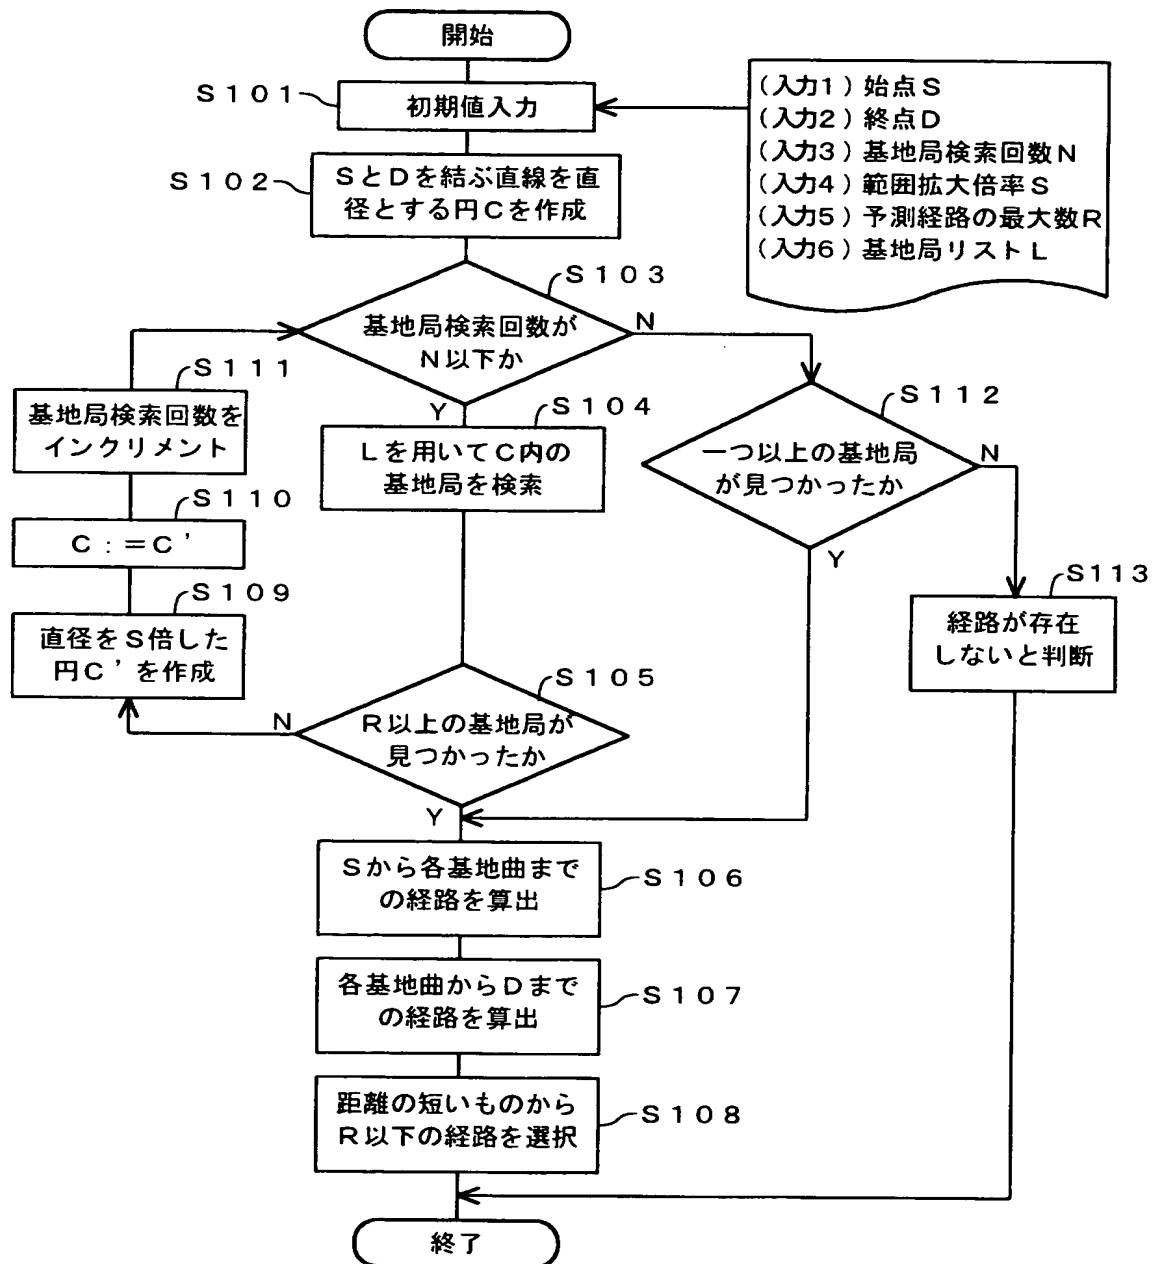 開始
S101
初期値入力
(入力1) 始点S
(入力2) 終点D
(入力3) 基地局検索回数N
(入力4) 範囲拡大倍率S
(入力5) 予測経路の最大数R
(入力6) 基地局リストL
S102
SとDを結ぶ直線を直
径とする円Cを作成
S103
基地局検索回数が
N以下か
N
Y
S111
基地局検索回数を
インクリメント
S104
Lを用いてC内の
基地局を検索
S112
一つ以上の基地局
が見つかったか
N
Y
S110
C:=C'
S109
直径をS倍した
円C'を作成
S113
経路が存在
しないと判断
S105
R以上の基地局が
見つかったか
N
Y
Sから各基地曲まで
の経路を算出
S106
各基地曲からDまで
の経路を算出
S107
距離の短いものから
R以下の経路を選択
S108
終了